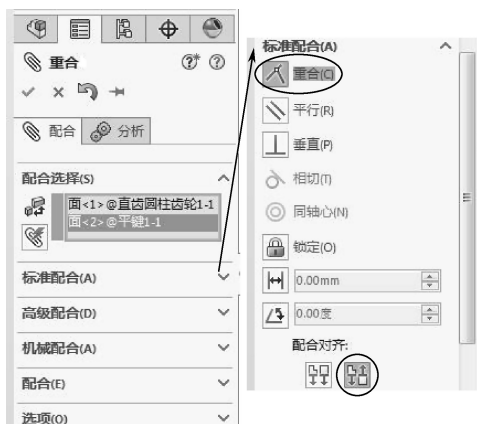 重合
配合
分析
配合选择(S)
面<1>@直齿圆柱齿轮1-1
面<2>@平键1-1
标准配合(A)
高级配合(D)
机械配合(A)
配合(E)
选项(O)
标准配合(A)
重合(C)
平行(R)
垂直(P)
相切(T)
同轴心(N)
锁定(O)
0.00mm
0.00度
配合对齐: